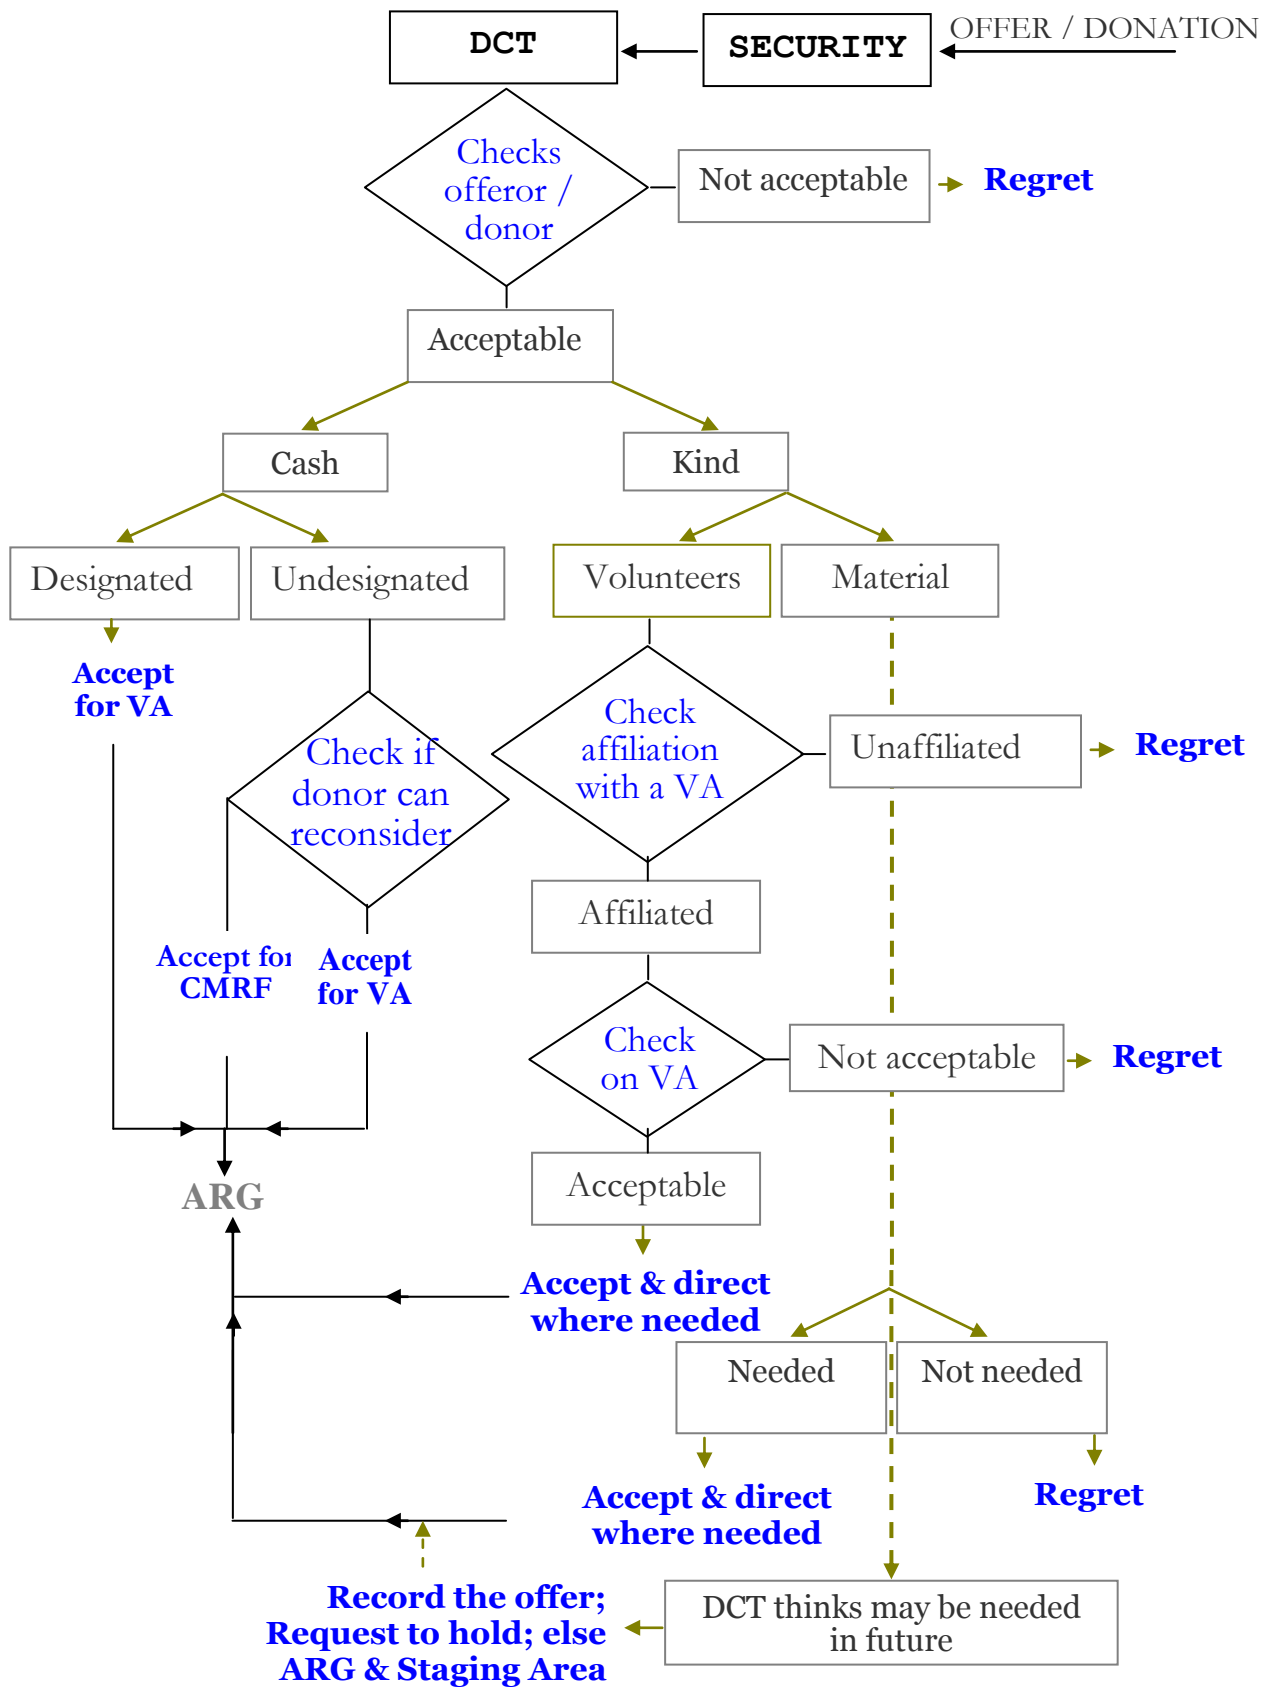 OFFER / DONATION
DCT
SECURITY
Checks
offeror /
donor
Not acceptable
Regret
Acceptable
Cash
Kind
Designated
Undesignated
Volunteers
Material
Accept
for VA
Check if
donor can
reconsider
Check
affiliation
with a VA
Unaffiliated
Regret
Affiliated
Accept for
CMRF
Accept
for VA
Check
on VA
Not acceptable
Regret
Acceptable
ARG
Accept & direct
where needed
Needed
Not needed
Accept & direct
where needed
Regret
Record the offer;
Request to hold; else
ARG & Staging Area
DCT thinks may be needed
in future